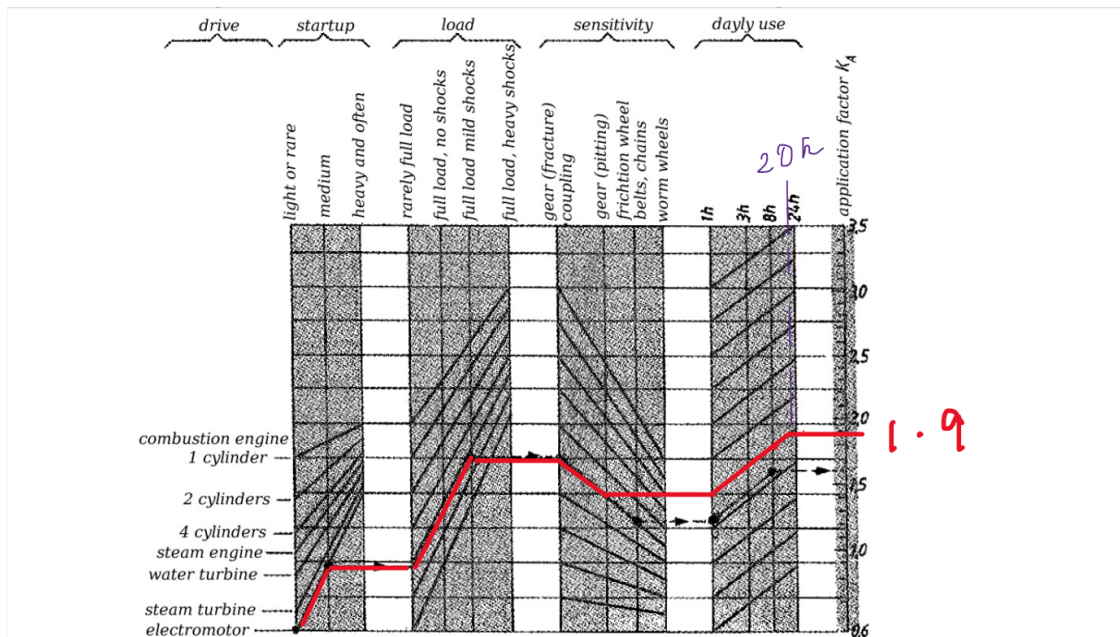 drive startup load sensitivity dayly use
light or rare
medium
heavy and often
rarely full load
full load, no shocks
full load mild shocks
full load, heavy shocks
gear (fracture)
coupling
gear (pitting)
frichtion wheel
belts, chains
worm wheels
1h
3h
8h
24h
20h
application factor KA
3,5
3,0
2,5
2,0
1.9
1,5
1,0
0,6
combustion engine
1 cylinder
2 cylinders
4 cylinders
steam engine
water turbine
steam turbine
electromotor